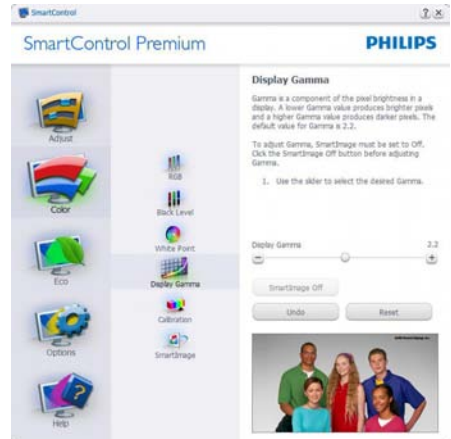 SmartControl
SmartControl Premium
PHILIPS
Adjust
Color
Eco
Options
Help
RGB
Black Level
White Point
Display Gamma
Calibration
SmartImage
Display Gamma
Gamma is a component of the pixel brightness in a
display. A lower Gamma value produces brighter pixels
and a higher Gamma value produces darker pixels. The
default value for Gamma is 2.2.
To adjust Gamma, SmartImage must be set to Off.
Click the SmartImage Off button before adjusting
Gamma.
1. Use the slider to select the desired Gamma.
Display Gamma 2.2
SmartImage Off
Undo Reset